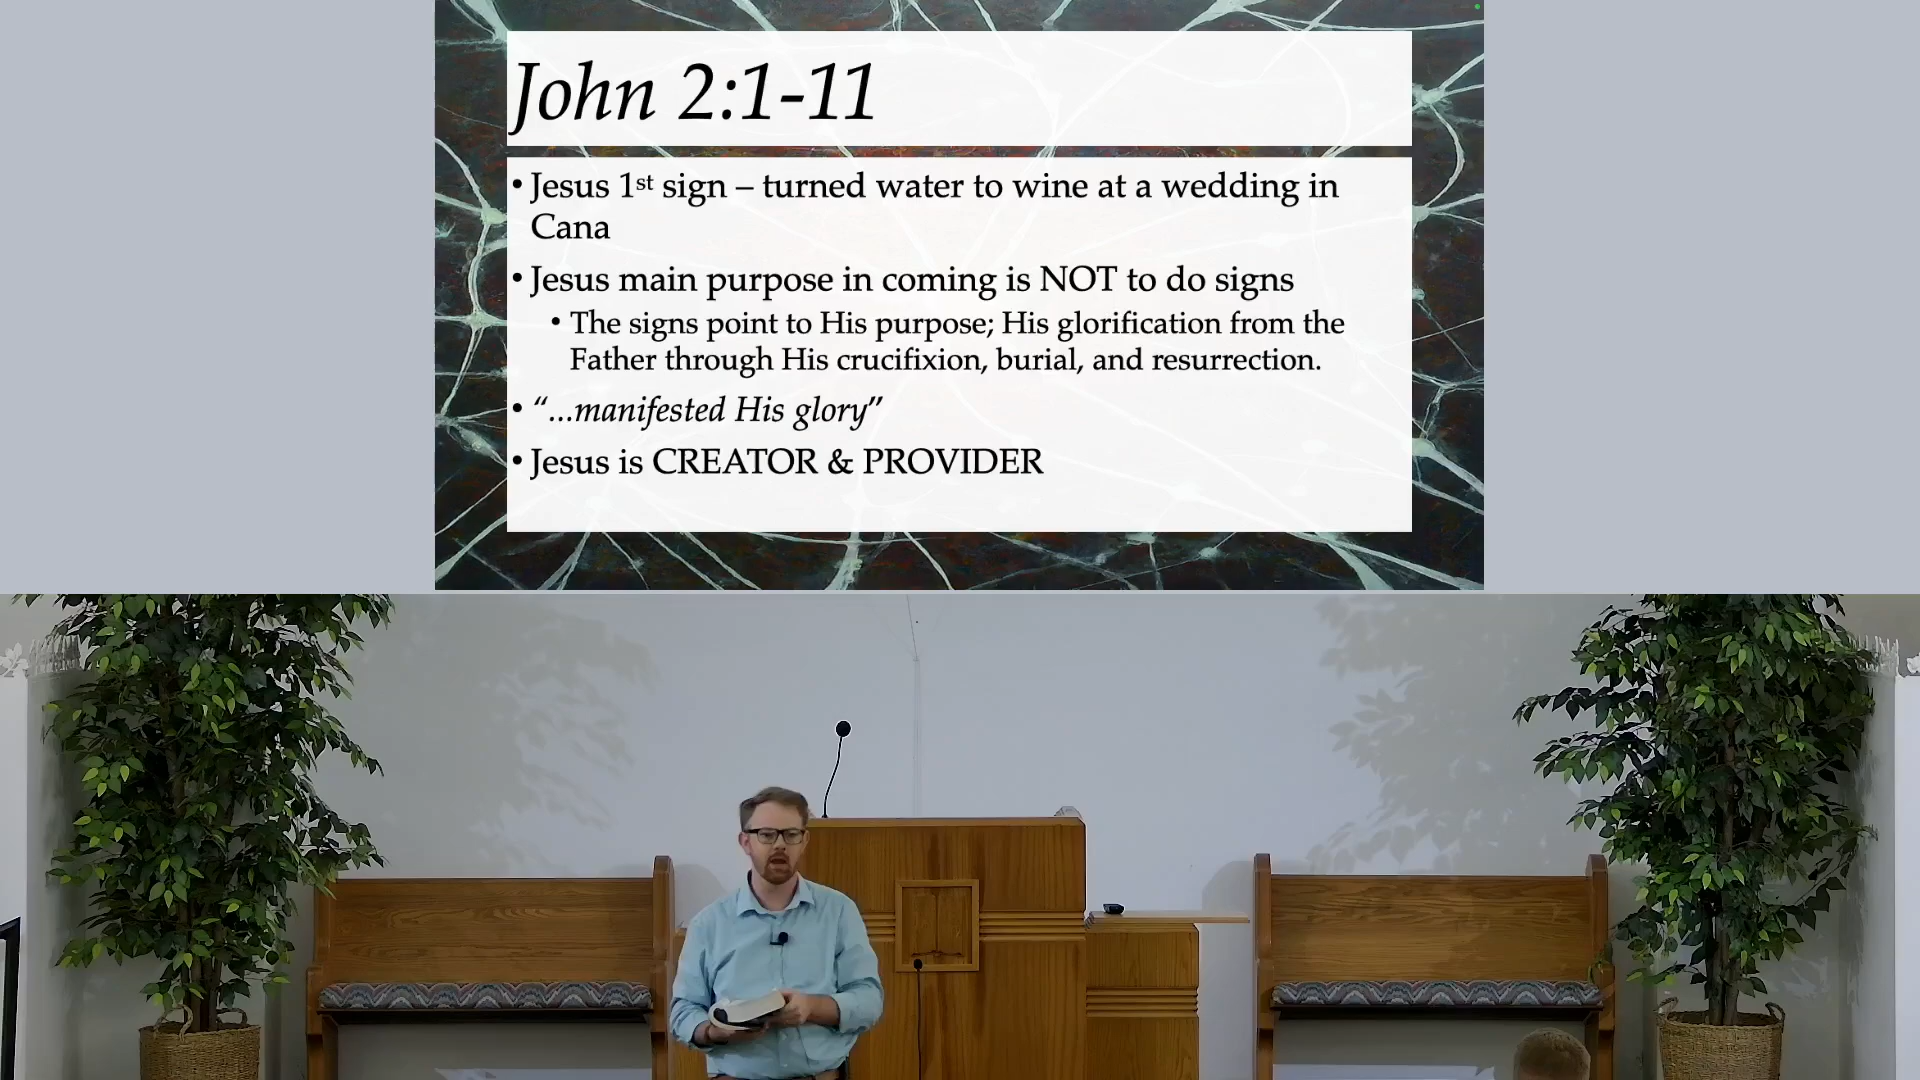 John 2:1-11
• Jesus 1st sign – turned water to wine at a wedding in
Cana
• Jesus main purpose in coming is NOT to do signs
• The signs point to His purpose; His glorification from the
Father through His crucifixion, burial, and resurrection.
• “...manifested His glory”
• Jesus is CREATOR & PROVIDER